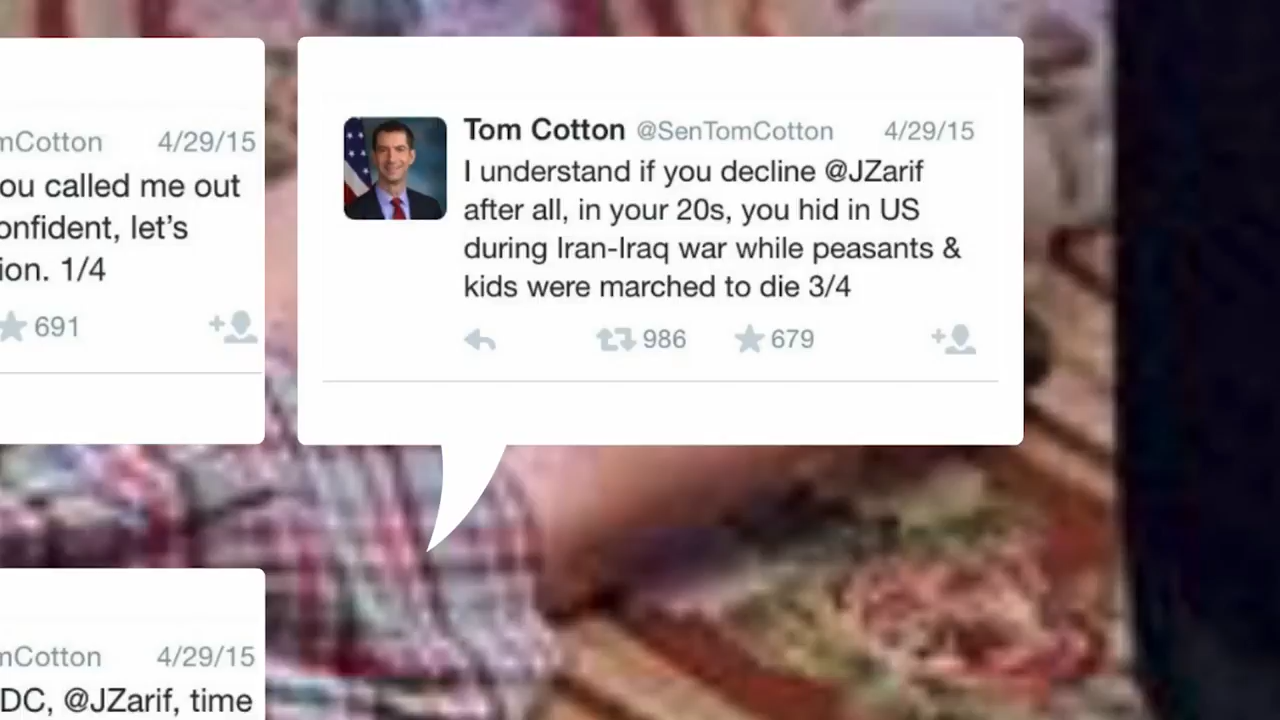 mCotton 4/29/15
ou called me out
onfident, let's
ion. 1/4
691
Tom Cotton @SenTomCotton 4/29/15
I understand if you decline @JZarif
after all, in your 20s, you hid in US
during Iran-Iraq war while peasants &
kids were marched to die 3/4
986 679
mCotton 4/29/15
DC, @JZarif, time